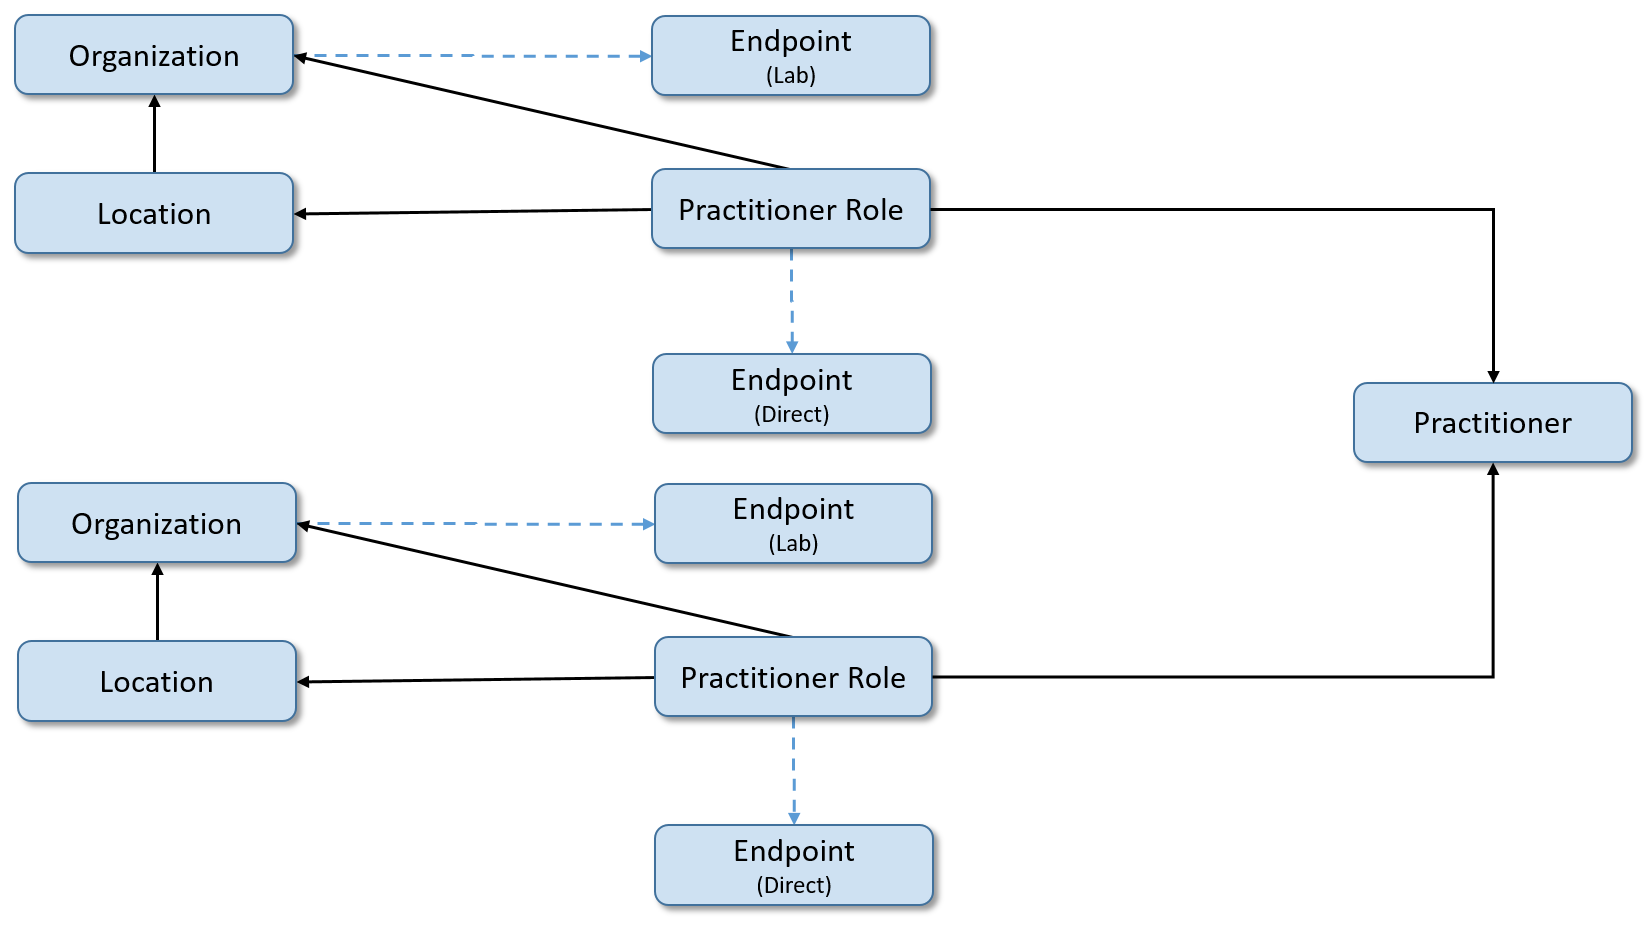 Organization
Endpoint
(Lab)
Location
Practitioner Role
Endpoint
(Direct)
Practitioner
Organization
Endpoint
(Lab)
Location
Practitioner Role
Endpoint
(Direct)